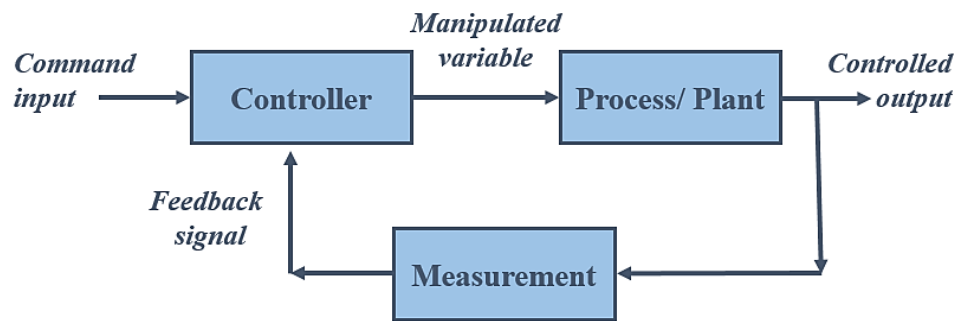 Command
input
Controller
Manipulated
variable
Process/ Plant
Controlled
output
Feedback
signal
Measurement